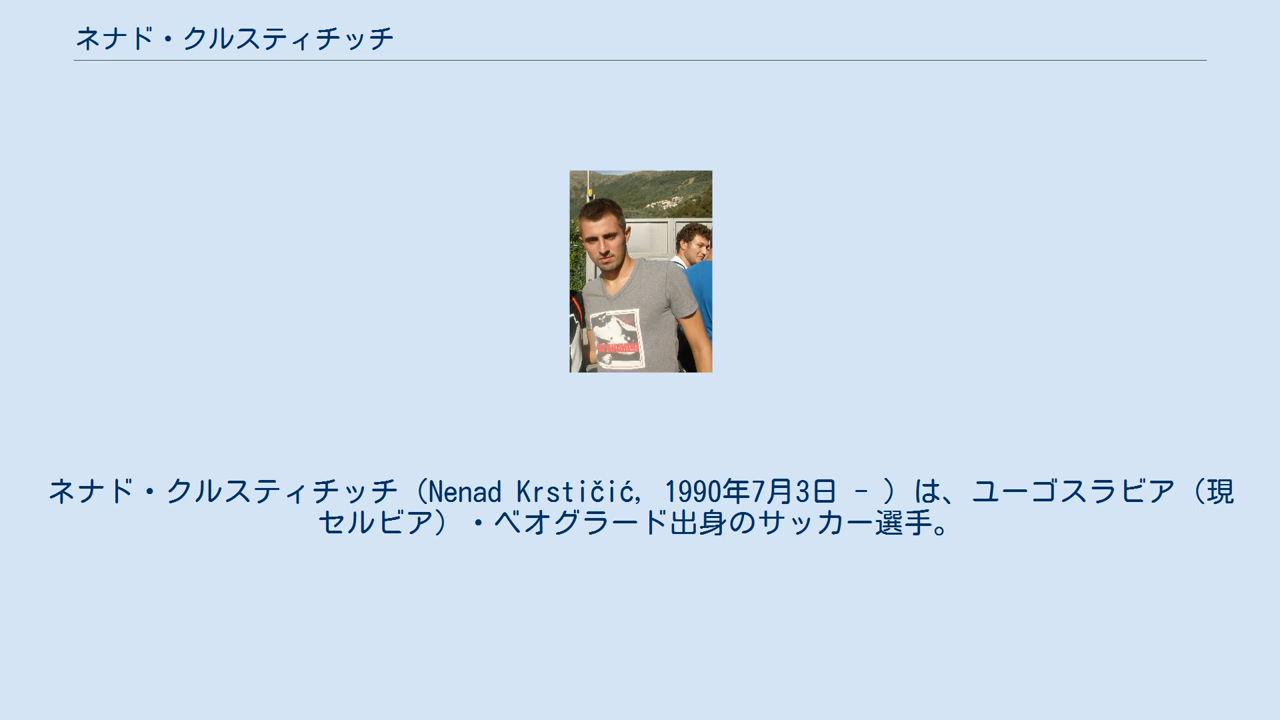 ネナド・クルスティチッチ
ネナド・クルスティチッチ（Nenad Krstičić, 1990年7月3日 - ）は、ユーゴスラビア（現
セルビア）・ベオグラード出身のサッカー選手。